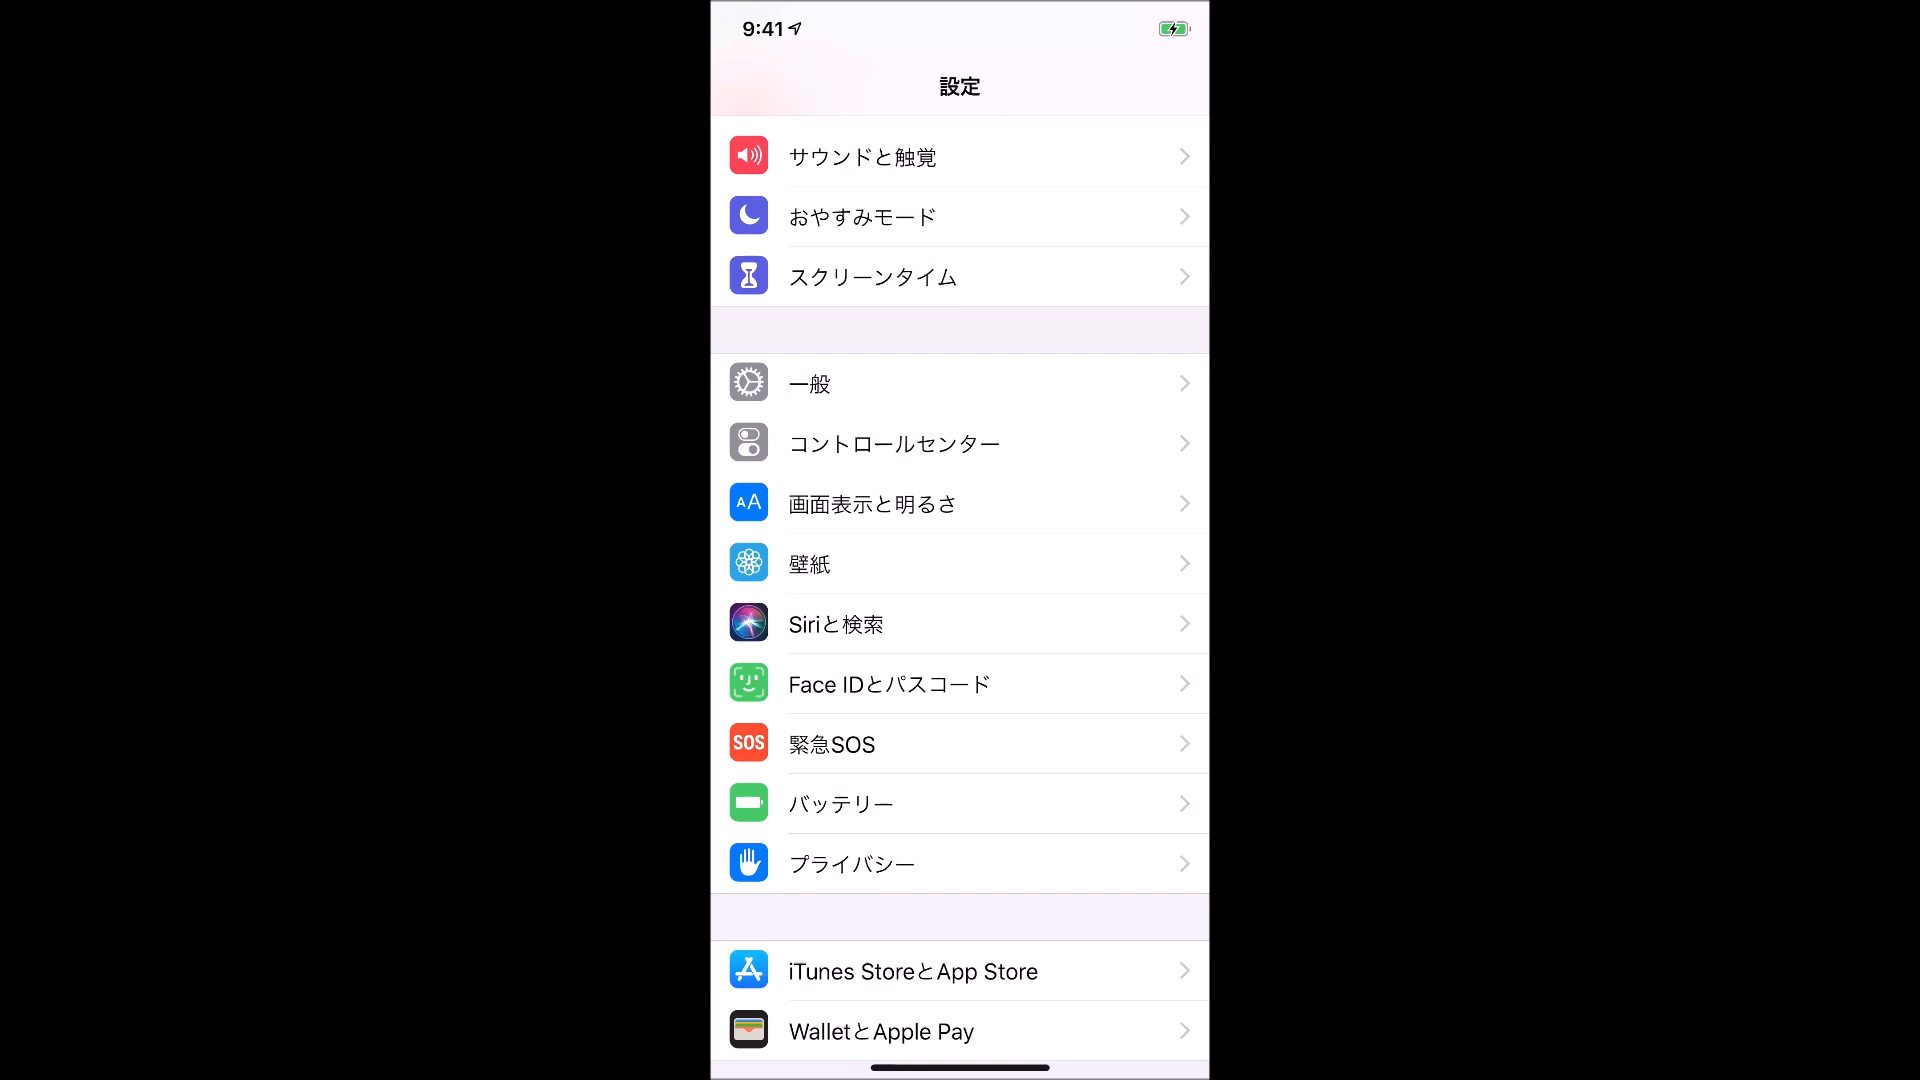 9:41
設定
サウンドと触覚
おやすみモード
スクリーンタイム
一般
コントロールセンター
AA 画面表示と明るさ
壁紙
Siriと検索
Face IDとパスコード
SOS 緊急SOS
バッテリー
プライバシー
iTunes StoreとApp Store
WalletとApple Pay